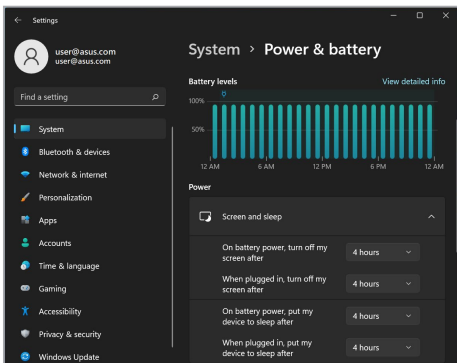 Settings
user@asus.com
user@asus.com
Find a setting
System
Bluetooth & devices
Network & internet
Personalization
Apps
Accounts
Time & language
Gaming
Accessibility
Privacy & security
Windows Update
System > Power & battery
Battery levels
View detailed info
100%
50%
12 AM 6 AM 12 PM 6 PM 12 AM
Power
Screen and sleep
On battery power, turn off my
screen after
4 hours
When plugged in, turn off my
screen after
4 hours
On battery power, put my
device to sleep after
4 hours
When plugged in, put my
device to sleep after
4 hours